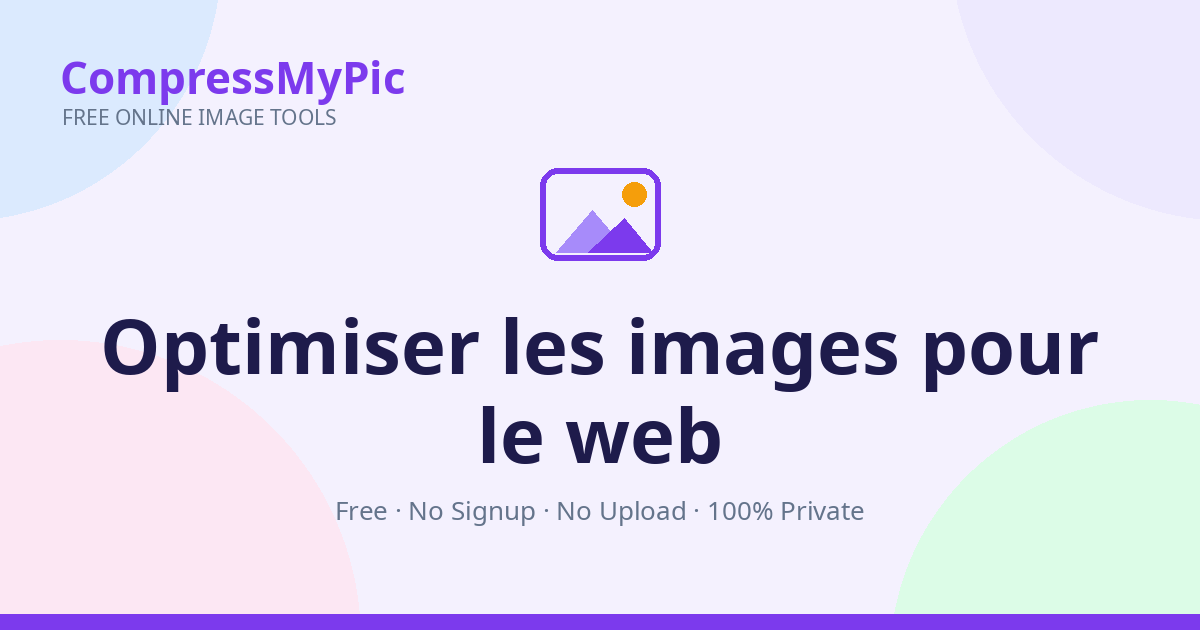 CompressMyPic
FREE ONLINE IMAGE TOOLS
Optimiser les images pour
le web
Free · No Signup · No Upload · 100% Private